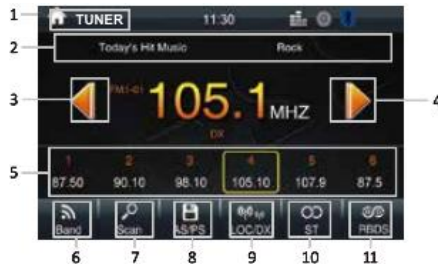 1 TUNER 11:30
2 Today's Hit Music Rock
3 FM1-01 105.1 MHZ 4
DX
5 1 2 3 4 5 6
87.50 90.10 98.10 105.10 107.9 87.5
Band Scan AS/PS LOC/DX ST RBDS
6 7 8 9 10 11